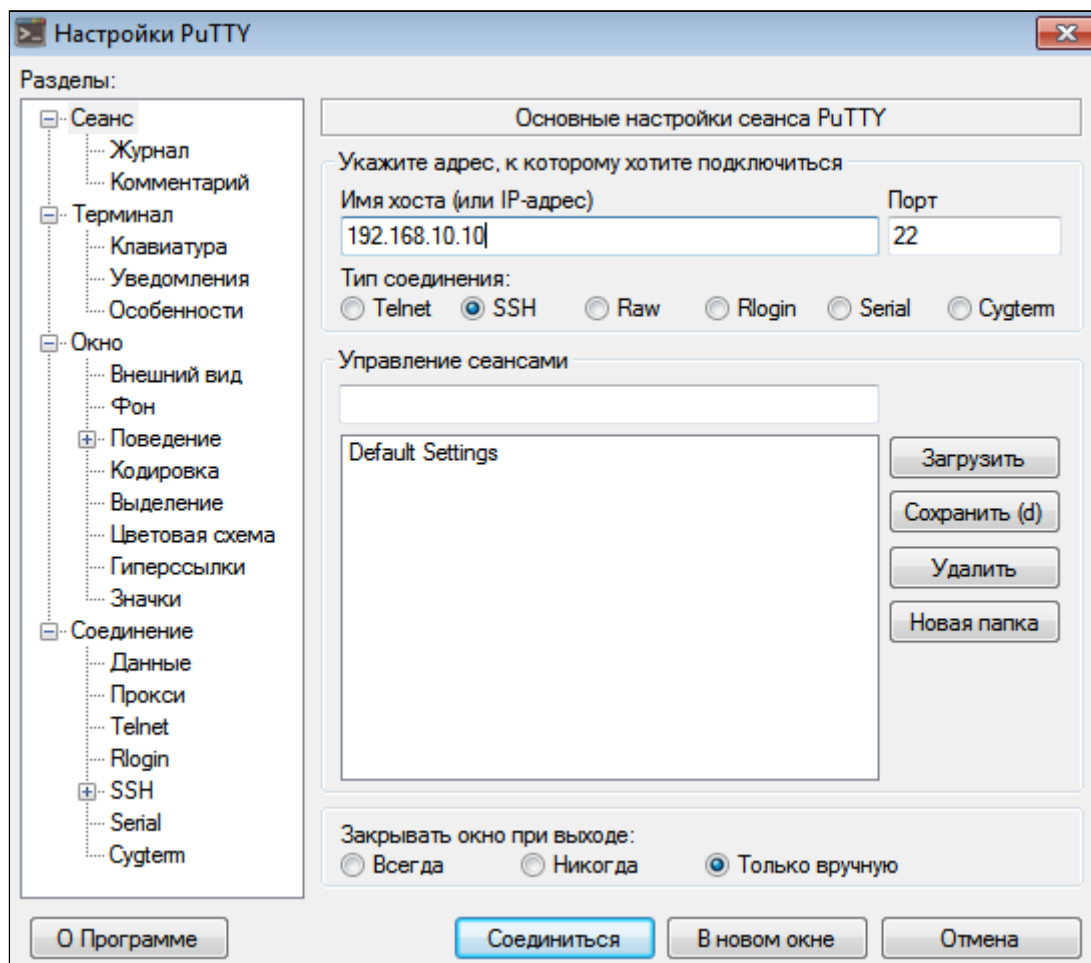 Настройки PuTTY
Разделы:
Сеанс
Журнал
Комментарий
Терминал
Клавиатура
Уведомления
Особенности
Окно
Внешний вид
Фон
Поведение
Кодировка
Выделение
Цветовая схема
Гиперссылки
Значки
Соединение
Данные
Прокси
Telnet
Rlogin
SSH
Serial
Cygterm
Основные настройки сеанса PuTTY
Укажите адрес, к которому хотите подключиться
Имя хоста (или IP-адрес) Порт
192.168.10.10 22
Тип соединения:
Telnet SSH Raw Rlogin Serial Cygterm
Управление сеансами
Default Settings
Загрузить
Сохранить (d)
Удалить
Новая папка
Закрывать окно при выходе:
Всегда Никогда Только вручную
О Программе Соединиться В новом окне Отмена